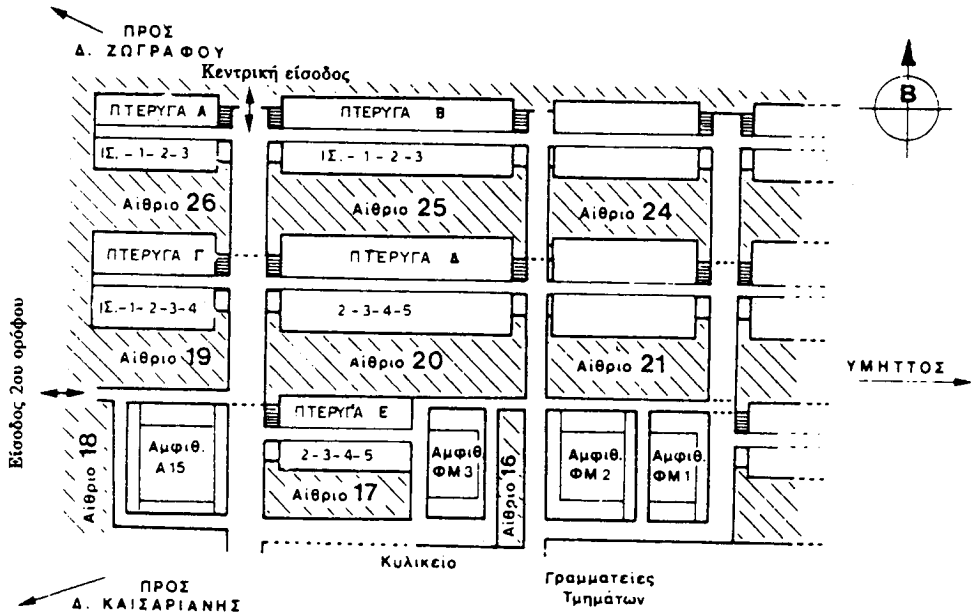 ΠΡΟΣ
Δ. ΖΩΓΡΑΦΟΥ
Κεντρική είσοδος
Β
ΠΤΕΡΥΓΑ Α
ΠΤΕΡΥΓΑ Β
ΙΣ.-1-2-3
ΙΣ.-1-2-3
Αίθριο 26
Αίθριο 25
Αίθριο 24
ΠΤΕΡΥΓΑ Γ
ΠΤΕΡΥΓΑ Δ
ΙΣ.-1-2-3-4
2-3-4-5
Αίθριο 19
Αίθριο 20
Αίθριο 21
ΥΜΗΤΤΟΣ
Είσοδος 2ου ορόφου
Αίθριο 18
ΠΤΕΡΥΓΑ Ε
Αμφιθ.
Α15
2-3-4-5
Αίθριο 17
Αμφιθ.
ΦΜ3
Αίθριο 16
Αμφιθ.
ΦΜ2
Αμφιθ.
ΦΜ1
Κυλικείο
Γραμματείες
Τμημάτων
ΠΡΟΣ
Δ. ΚΑΙΣΑΡΙΑΝΗΣ